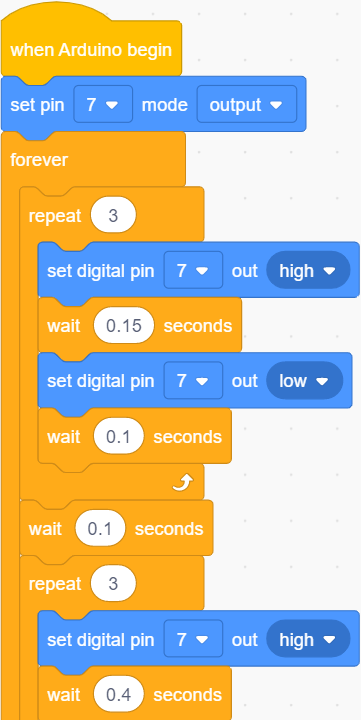 when Arduino begin
set pin 7 mode output
forever
repeat 3
set digital pin 7 out high
wait 0.15 seconds
set digital pin 7 out low
wait 0.1 seconds
wait 0.1 seconds
repeat 3
set digital pin 7 out high
wait 0.4 seconds